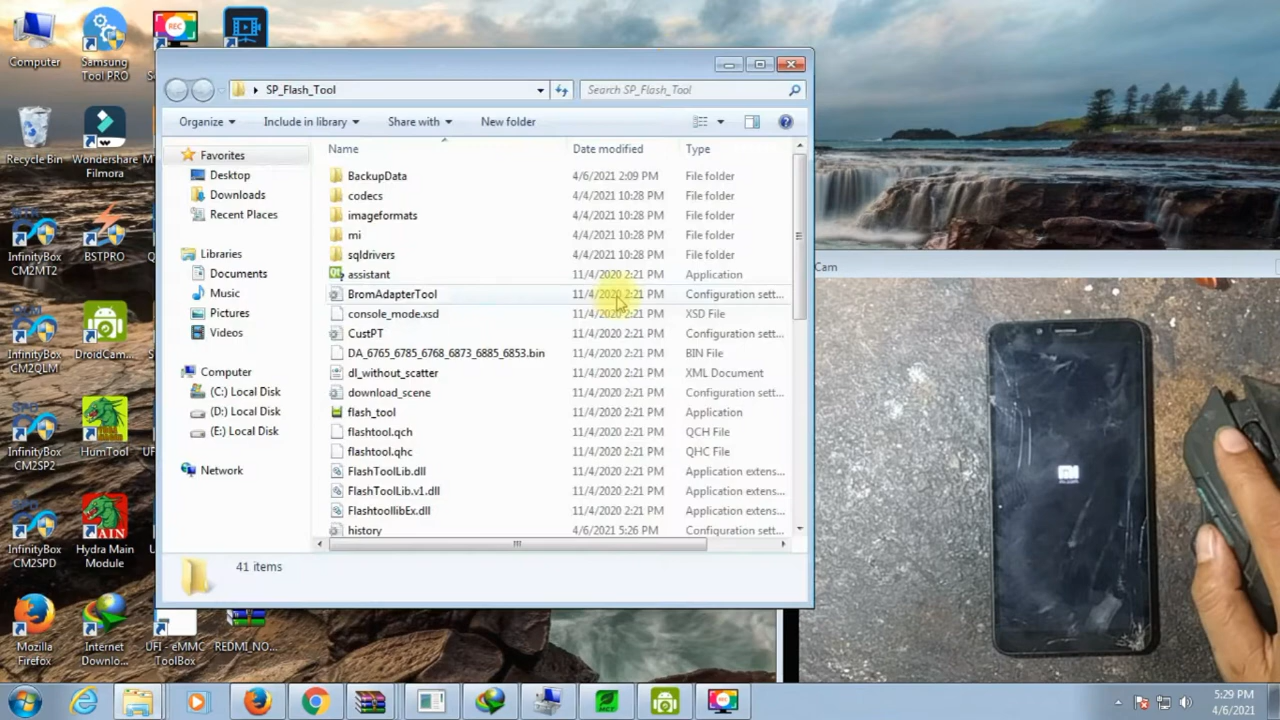 Computer
Samsung
Tool PRO
REC
S
Recycle Bin
Wondershare
Filmora
M
InfinityBox
CM2MT2
BSTPRO
Q
InfinityBox
CM2QLM
DroidCam...
InfinityBox
CM2SP2
HumTool
UF
InfinityBox
CM2SPD
Hydra Main
Module
Mozilla
Firefox
Internet
Downlo...
UFI - eMMC
ToolBox
REDMI_NO...
SP_Flash_Tool
Search SP_Flash_Tool
Organize
Include in library
Share with
New folder
Favorites
Desktop
Downloads
Recent Places
Libraries
Documents
Music
Pictures
Videos
Computer
(C:) Local Disk
(D:) Local Disk
(E:) Local Disk
Network
Name Date modified Type
BackupData 4/6/2021 2:09 PM File folder
codecs 4/4/2021 10:28 PM File folder
imageformats 4/4/2021 10:28 PM File folder
mi 4/4/2021 10:28 PM File folder
sqldrivers 4/4/2021 10:28 PM File folder
assistant 11/4/2020 2:21 PM Application
BromAdapterTool 11/4/2020 2:21 PM Configuration sett...
console_mode.xsd 11/4/2020 2:21 PM XSD File
CustPT 11/4/2020 2:21 PM Configuration sett...
DA_6765_6785_6768_6873_6885_6853.bin 11/4/2020 2:21 PM BIN File
dl_without_scatter 11/4/2020 2:21 PM XML Document
download_scene 11/4/2020 2:21 PM Configuration sett...
flash_tool 11/4/2020 2:21 PM Application
flashtool.qch 11/4/2020 2:21 PM QCH File
flashtool.qhc 11/4/2020 2:21 PM QHC File
FlashToolLib.dll 11/4/2020 2:21 PM Application extens...
FlashToolLib.v1.dll 11/4/2020 2:21 PM Application extens...
FlashtoollibEx.dll 11/4/2020 2:21 PM Application extens...
history 4/6/2021 5:26 PM Configuration sett...
41 items
Cam
5:29 PM
4/6/2021